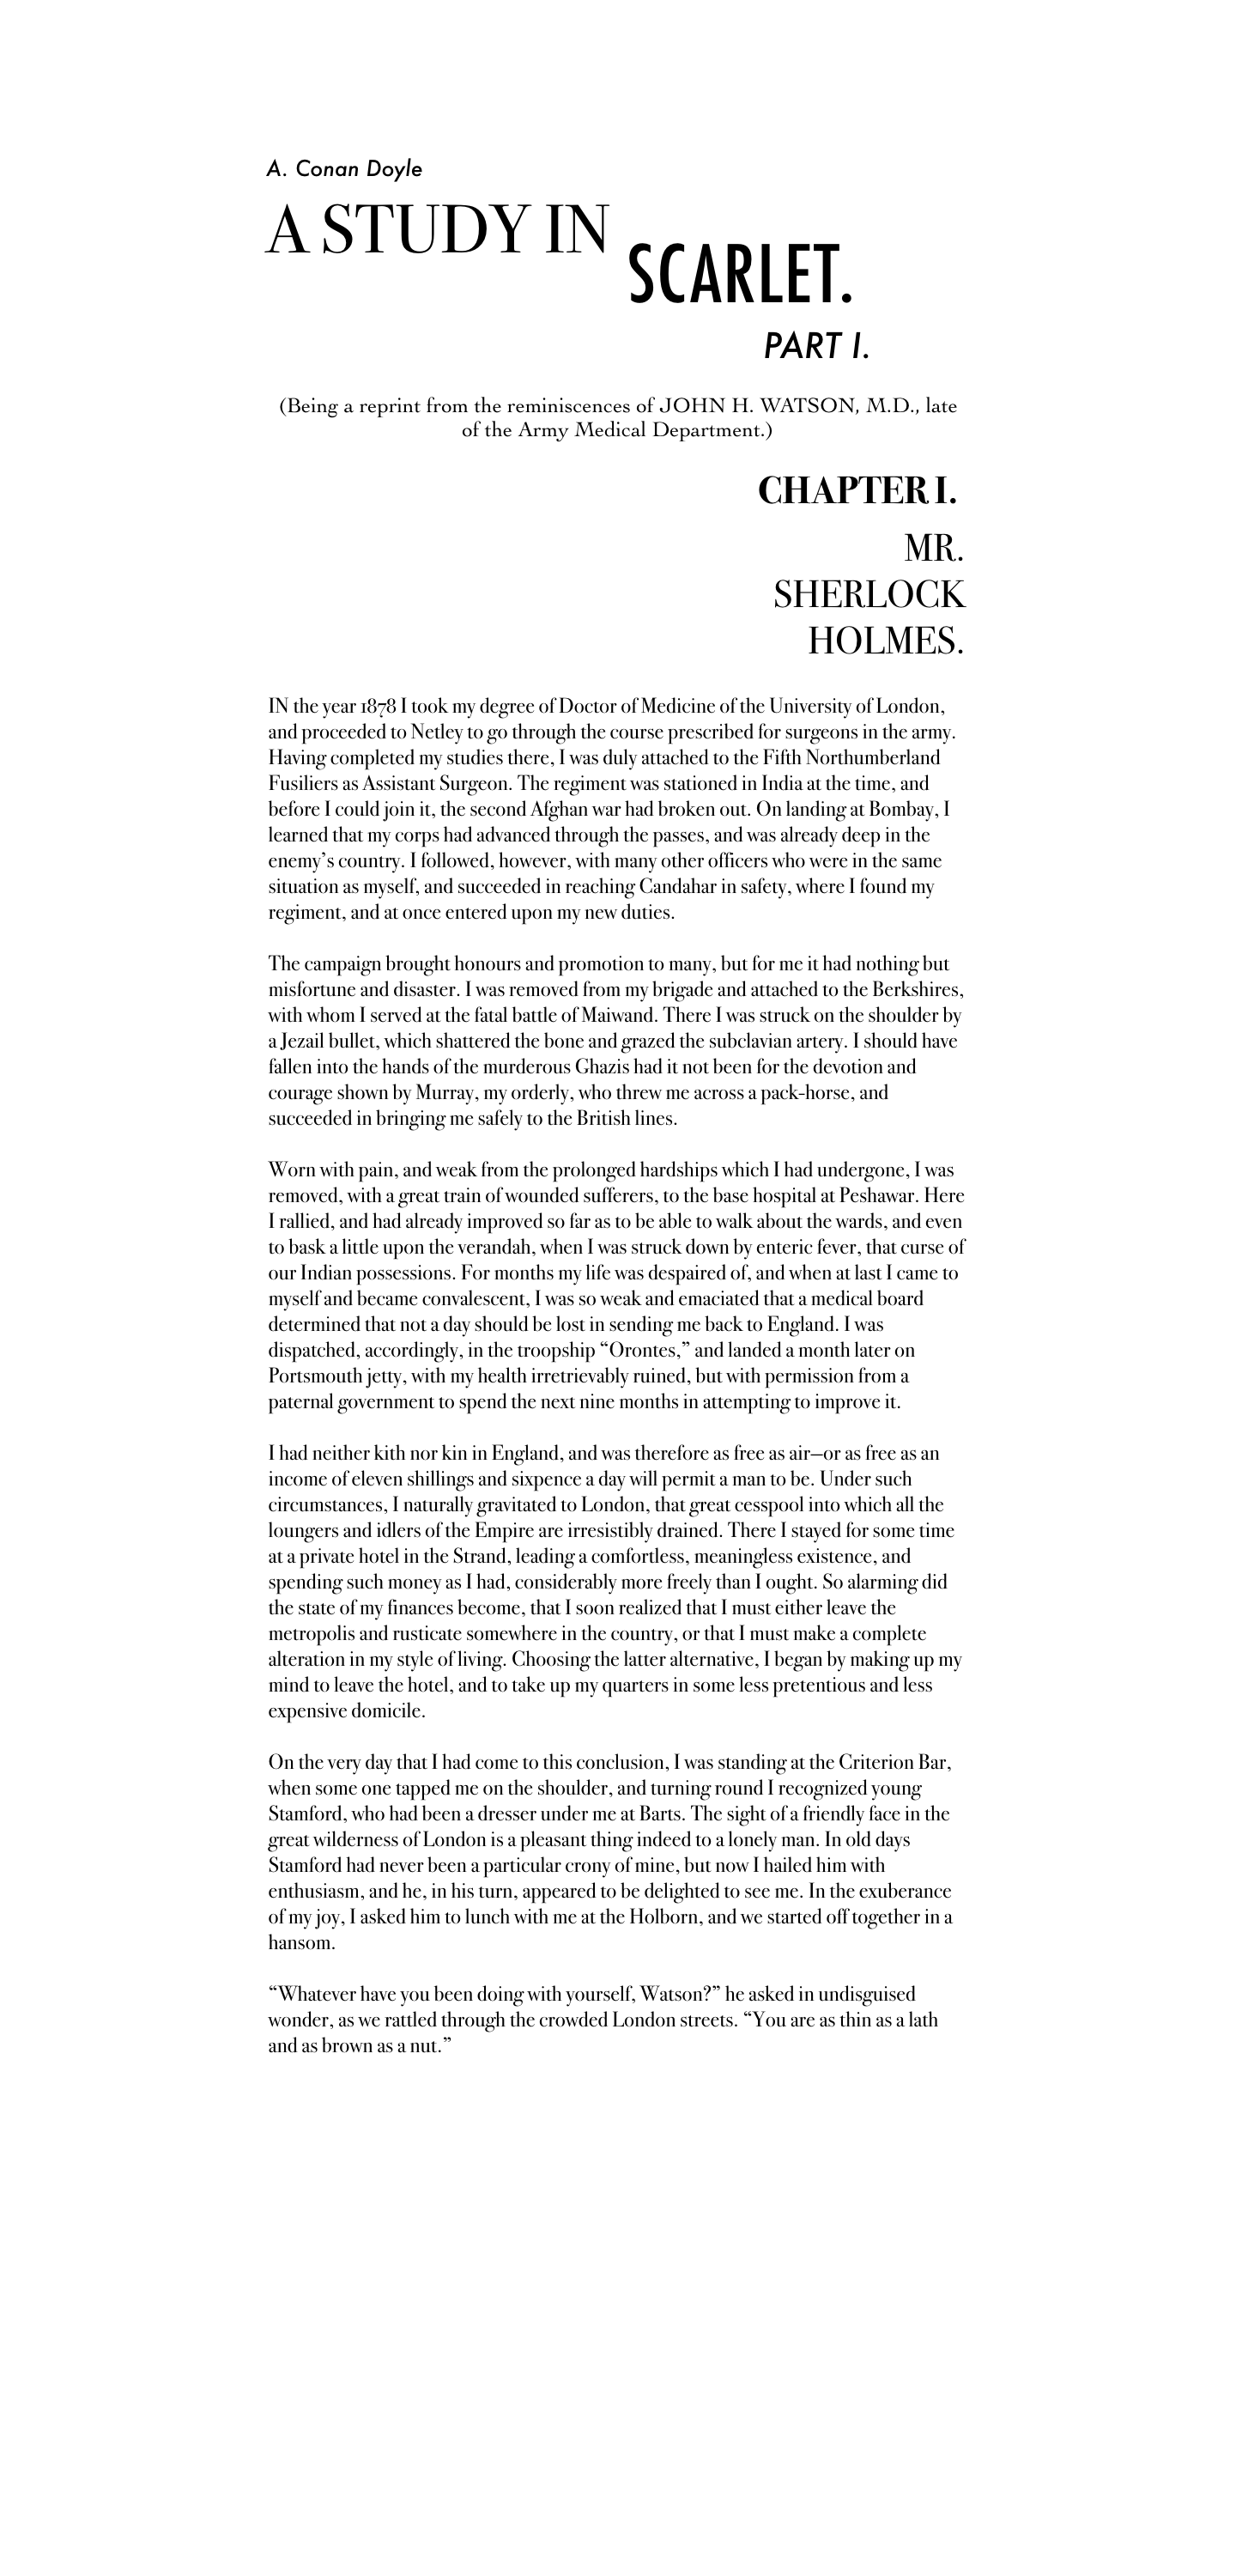 A. Conan Doyle
A STUDY IN
SCARLET.
PART I.
(Being a reprint from the reminiscences of JOHN H. WATSON, M.D., late
of the Army Medical Department.)
CHAPTER I.
MR.
SHERLOCK
HOLMES.
IN the year 1878 I took my degree of Doctor of Medicine of the University of London,
and proceeded to Netley to go through the course prescribed for surgeons in the army.
Having completed my studies there, I was duly attached to the Fifth Northumberland
Fusiliers as Assistant Surgeon. The regiment was stationed in India at the time, and
before I could join it, the second Afghan war had broken out. On landing at Bombay, I
learned that my corps had advanced through the passes, and was already deep in the
enemy’s country. I followed, however, with many other officers who were in the same
situation as myself, and succeeded in reaching Candahar in safety, where I found my
regiment, and at once entered upon my new duties.
The campaign brought honours and promotion to many, but for me it had nothing but
misfortune and disaster. I was removed from my brigade and attached to the Berkshires,
with whom I served at the fatal battle of Maiwand. There I was struck on the shoulder by
a Jezail bullet, which shattered the bone and grazed the subclavian artery. I should have
fallen into the hands of the murderous Ghazis had it not been for the devotion and
courage shown by Murray, my orderly, who threw me across a pack-horse, and
succeeded in bringing me safely to the British lines.
Worn with pain, and weak from the prolonged hardships which I had undergone, I was
removed, with a great train of wounded sufferers, to the base hospital at Peshawar. Here
I rallied, and had already improved so far as to be able to walk about the wards, and even
to bask a little upon the verandah, when I was struck down by enteric fever, that curse of
our Indian possessions. For months my life was despaired of, and when at last I came to
myself and became convalescent, I was so weak and emaciated that a medical board
determined that not a day should be lost in sending me back to England. I was
dispatched, accordingly, in the troopship “Orontes,” and landed a month later on
Portsmouth jetty, with my health irretrievably ruined, but with permission from a
paternal government to spend the next nine months in attempting to improve it.
I had neither kith nor kin in England, and was therefore as free as air—or as free as an
income of eleven shillings and sixpence a day will permit a man to be. Under such
circumstances, I naturally gravitated to London, that great cesspool into which all the
loungers and idlers of the Empire are irresistibly drained. There I stayed for some time
at a private hotel in the Strand, leading a comfortless, meaningless existence, and
spending such money as I had, considerably more freely than I ought. So alarming did
the state of my finances become, that I soon realized that I must either leave the
metropolis and rusticate somewhere in the country, or that I must make a complete
alteration in my style of living. Choosing the latter alternative, I began by making up my
mind to leave the hotel, and to take up my quarters in some less pretentious and less
expensive domicile.
On the very day that I had come to this conclusion, I was standing at the Criterion Bar,
when some one tapped me on the shoulder, and turning round I recognized young
Stamford, who had been a dresser under me at Barts. The sight of a friendly face in the
great wilderness of London is a pleasant thing indeed to a lonely man. In old days
Stamford had never been a particular crony of mine, but now I hailed him with
enthusiasm, and he, in his turn, appeared to be delighted to see me. In the exuberance
of my joy, I asked him to lunch with me at the Holborn, and we started off together in a
hansom.
“Whatever have you been doing with yourself, Watson?” he asked in undisguised
wonder, as we rattled through the crowded London streets. “You are as thin as a lath
and as brown as a nut.”